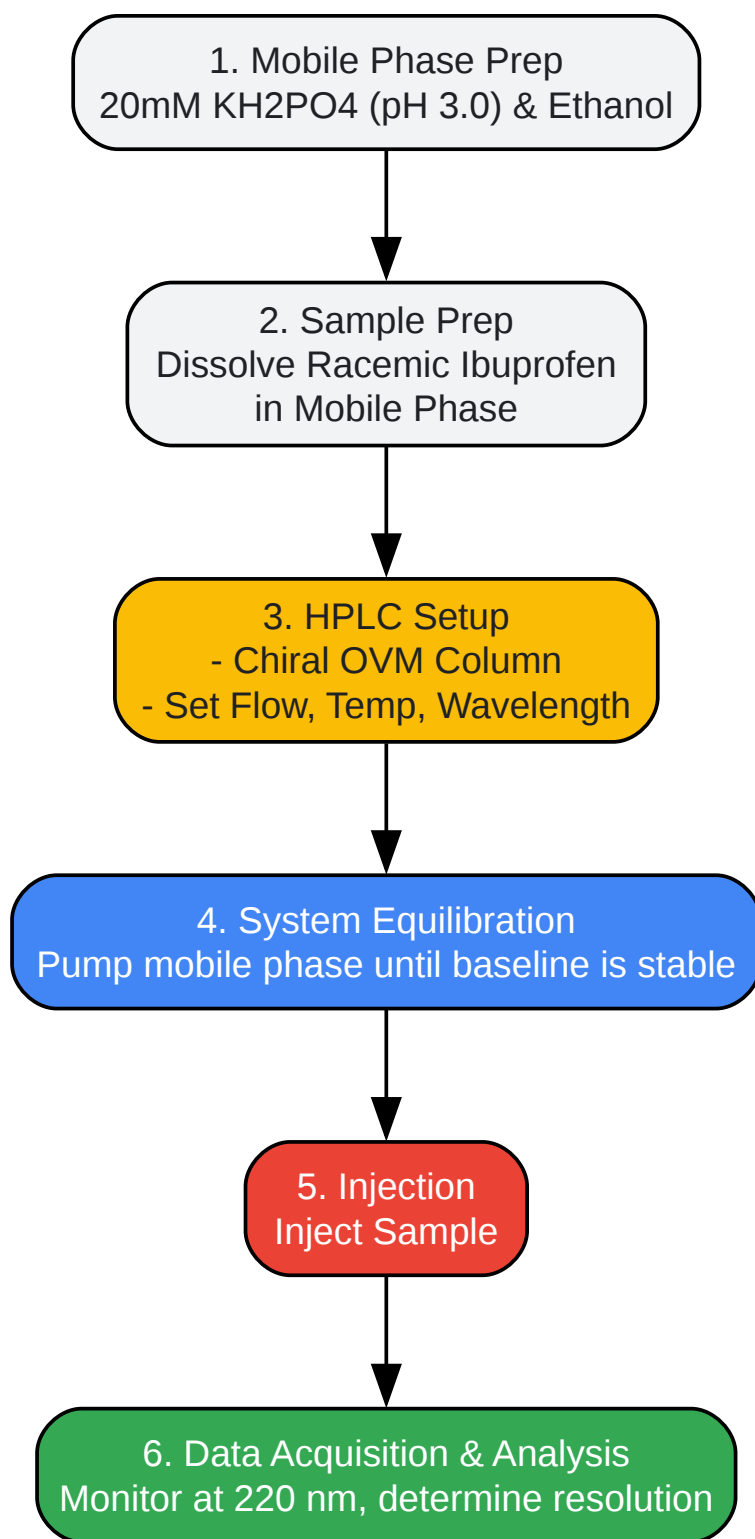 1. Mobile Phase Prep
20mM KH2PO4 (pH 3.0) & Ethanol
2. Sample Prep
Dissolve Racemic Ibuprofen
in Mobile Phase
3. HPLC Setup
- Chiral OVM Column
- Set Flow, Temp, Wavelength
4. System Equilibration
Pump mobile phase until baseline is stable
5. Injection
Inject Sample
6. Data Acquisition & Analysis
Monitor at 220 nm, determine resolution